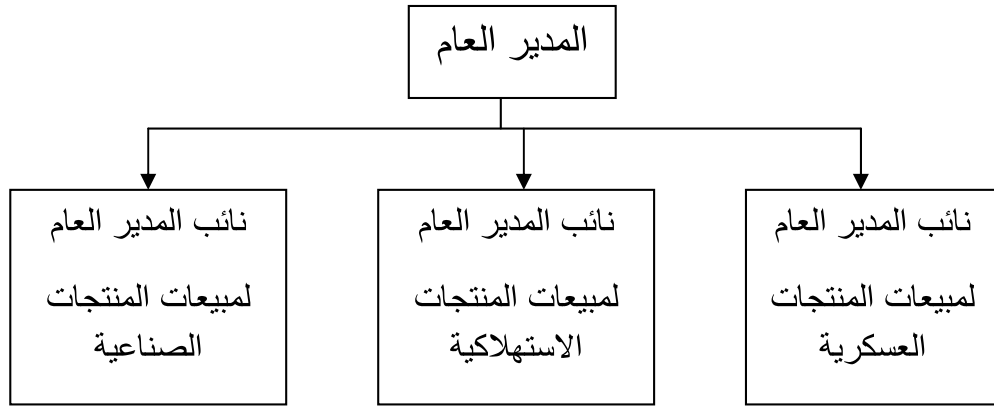 المدير العام
نائب المدير العام
لمبيعات المنتجات
العسكرية
نائب المدير العام
لمبيعات المنتجات
الاستهلاكية
نائب المدير العام
لمبيعات المنتجات
الصناعية